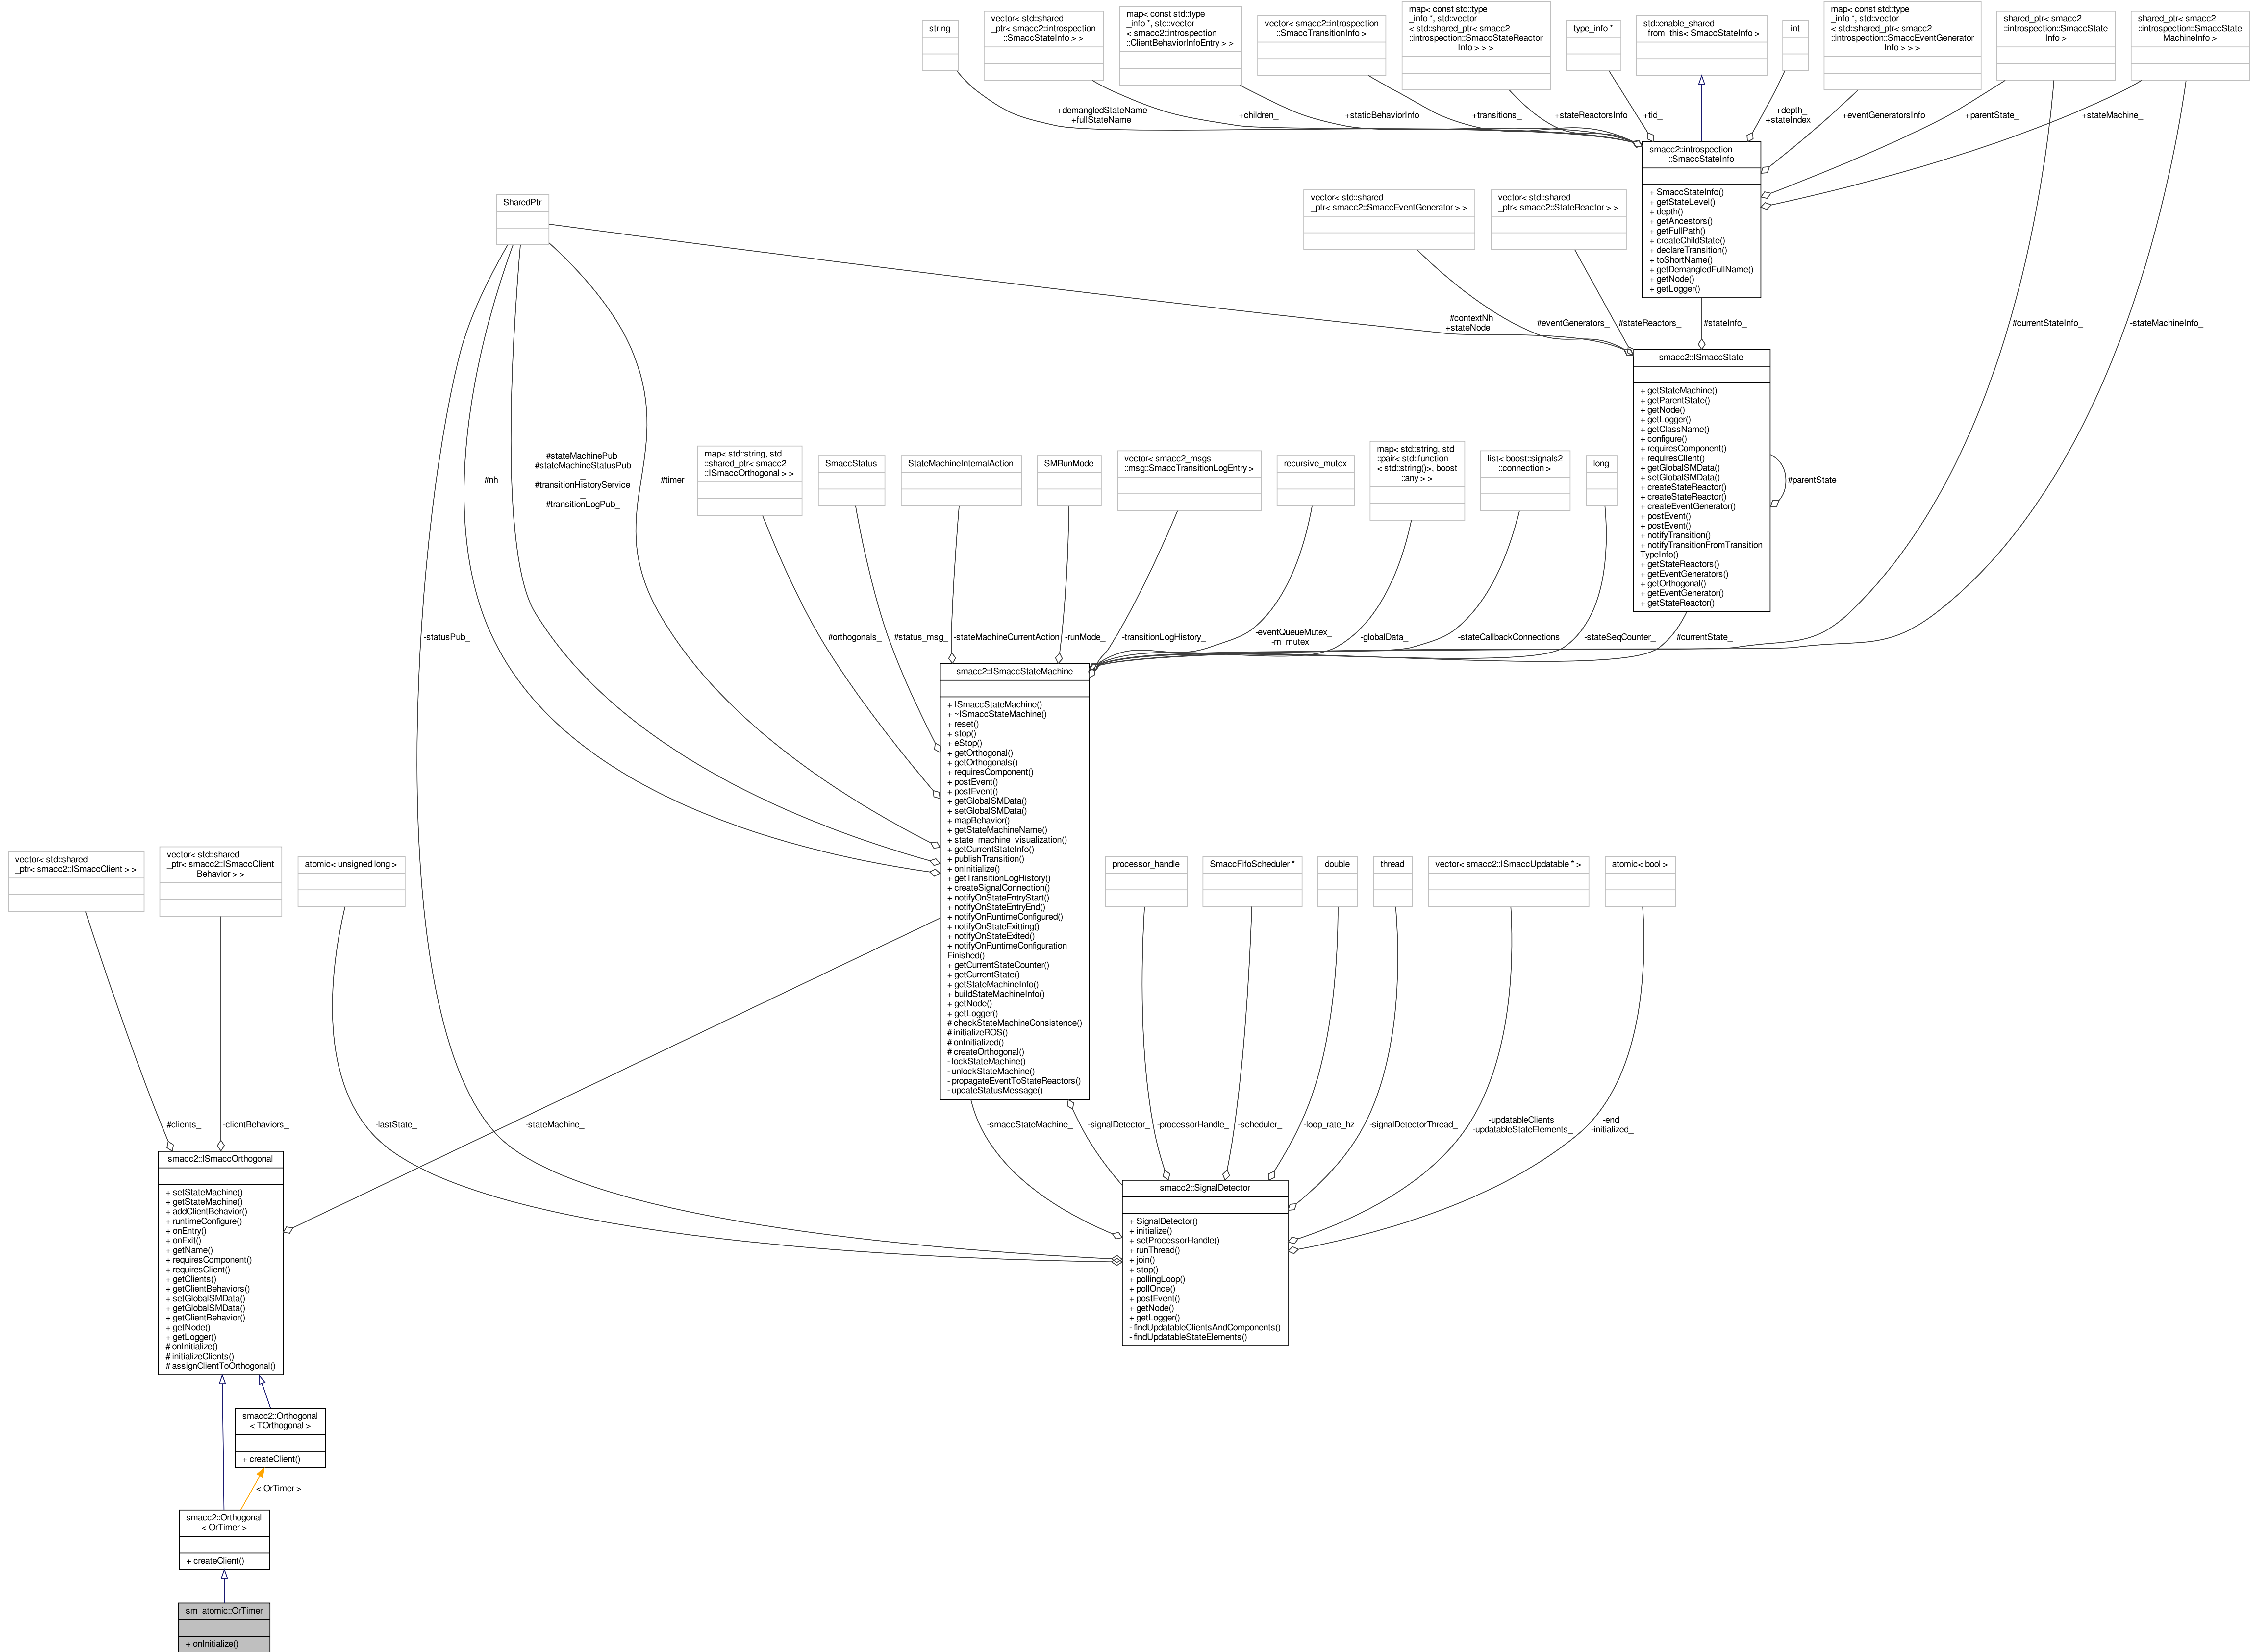 string
vector< std::shared
_ptr< smacc2::introspection
::SmaccStateInfo > >
map< const std::type
_info *, std::vector
< smacc2::introspection
::ClientBehaviorInfoEntry > >
vector< smacc2::introspection
::SmaccTransitionInfo >
map< const std::type
_info *, std::vector
< std::shared_ptr< smacc2
::introspection::SmaccStateReactor
Info > > >
type_info *
std::enable_shared
_from_this< SmaccStateInfo >
int
map< const std::type
_info *, std::vector
< std::shared_ptr< smacc2
::introspection::SmaccEventGenerator
Info > > >
shared_ptr< smacc2
::introspection::SmaccState
Info >
shared_ptr< smacc2
::introspection::SmaccState
MachineInfo >
+demangledStateName
+fullStateName
+children_
+staticBehaviorInfo
+transitions_
+stateReactorsInfo
+tid_
+depth_
+stateIndex_
+eventGeneratorsInfo
+parentState_
+stateMachine_
smacc2::introspection
::SmaccStateInfo
+ SmaccStateInfo()
+ getStateLevel()
+ depth()
+ getAncestors()
+ getFullPath()
+ createChildState()
+ declareTransition()
+ toShortName()
+ getDemangledFullName()
+ getNode()
+ getLogger()
SharedPtr
vector< std::shared
_ptr< smacc2::SmaccEventGenerator > >
vector< std::shared
_ptr< smacc2::StateReactor > >
#contextNh
+stateNode_
#eventGenerators_
#stateReactors_
#stateInfo_
#currentStateInfo_
-stateMachineInfo_
smacc2::ISmaccState
+ getStateMachine()
+ getParentState()
+ getNode()
+ getLogger()
+ getClassName()
+ configure()
+ requiresComponent()
+ requiresClient()
+ getGlobalSMData()
+ setGlobalSMData()
+ createStateReactor()
+ createStateReactor()
+ createEventGenerator()
+ postEvent()
+ postEvent()
+ notifyTransition()
+ notifyTransitionFromTransition
TypeInfo()
+ getStateReactors()
+ getEventGenerators()
+ getOrthogonal()
+ getEventGenerator()
+ getStateReactor()
#parentState_
#nh_
#stateMachinePub_
#stateMachineStatusPub
_
#transitionHistoryService
_
#transitionLogPub_
#timer_
map< std::string, std
::shared_ptr< smacc2
::ISmaccOrthogonal > >
SmaccStatus
StateMachineInternalAction
SMRunMode
vector< smacc2_msgs
::msg::SmaccTransitionLogEntry >
recursive_mutex
map< std::string, std
::pair< std::function
< std::string()>, boost
::any > >
list< boost::signals2
::connection >
long
-statusPub_
#orthogonals_
#status_msg_
-stateMachineCurrentAction
-runMode_
-transitionLogHistory_
-eventQueueMutex_
-m_mutex_
-globalData_
-stateCallbackConnections
-stateSeqCounter_
#currentState_
smacc2::ISmaccStateMachine
+ ISmaccStateMachine()
+ ~ISmaccStateMachine()
+ reset()
+ stop()
+ eStop()
+ getOrthogonal()
+ getOrthogonals()
+ requiresComponent()
+ postEvent()
+ postEvent()
+ getGlobalSMData()
+ setGlobalSMData()
+ mapBehavior()
+ getStateMachineName()
+ state_machine_visualization()
+ getCurrentStateInfo()
+ publishTransition()
+ onInitialize()
+ getTransitionLogHistory()
+ createSignalConnection()
+ notifyOnStateEntryStart()
+ notifyOnStateEntryEnd()
+ notifyOnRuntimeConfigured()
+ notifyOnStateExitting()
+ notifyOnStateExited()
+ notifyOnRuntimeConfiguration
Finished()
+ getCurrentStateCounter()
+ getCurrentState()
+ getStateMachineInfo()
+ buildStateMachineInfo()
+ getNode()
+ getLogger()
# checkStateMachineConsistence()
# initializeROS()
# onInitialized()
# createOrthogonal()
- lockStateMachine()
- unlockStateMachine()
- propagateEventToStateReactors()
- updateStatusMessage()
vector< std::shared
_ptr< smacc2::ISmaccClient > >
vector< std::shared
_ptr< smacc2::ISmaccClient
Behavior > >
atomic< unsigned long >
processor_handle
SmaccFifoScheduler *
double
thread
vector< smacc2::ISmaccUpdatable * >
atomic< bool >
#clients_
-clientBehaviors_
-lastState_
-stateMachine_
-smaccStateMachine_
-signalDetector_
-processorHandle_
-scheduler_
-loop_rate_hz
-signalDetectorThread_
-updatableClients_
-updatableStateElements_
-end_
-initialized_
smacc2::ISmaccOrthogonal
+ setStateMachine()
+ getStateMachine()
+ addClientBehavior()
+ runtimeConfigure()
+ onEntry()
+ onExit()
+ getName()
+ requiresComponent()
+ requiresClient()
+ getClients()
+ getClientBehaviors()
+ setGlobalSMData()
+ getGlobalSMData()
+ getClientBehavior()
+ getNode()
+ getLogger()
# onInitialize()
# initializeClients()
# assignClientToOrthogonal()
smacc2::SignalDetector
+ SignalDetector()
+ initialize()
+ setProcessorHandle()
+ runThread()
+ join()
+ stop()
+ pollingLoop()
+ pollOnce()
+ postEvent()
+ getNode()
+ getLogger()
- findUpdatableClientsAndComponents()
- findUpdatableStateElements()
smacc2::Orthogonal
< TOrthogonal >
+ createClient()
< OrTimer >
smacc2::Orthogonal
< OrTimer >
+ createClient()
sm_atomic::OrTimer
+ onInitialize()